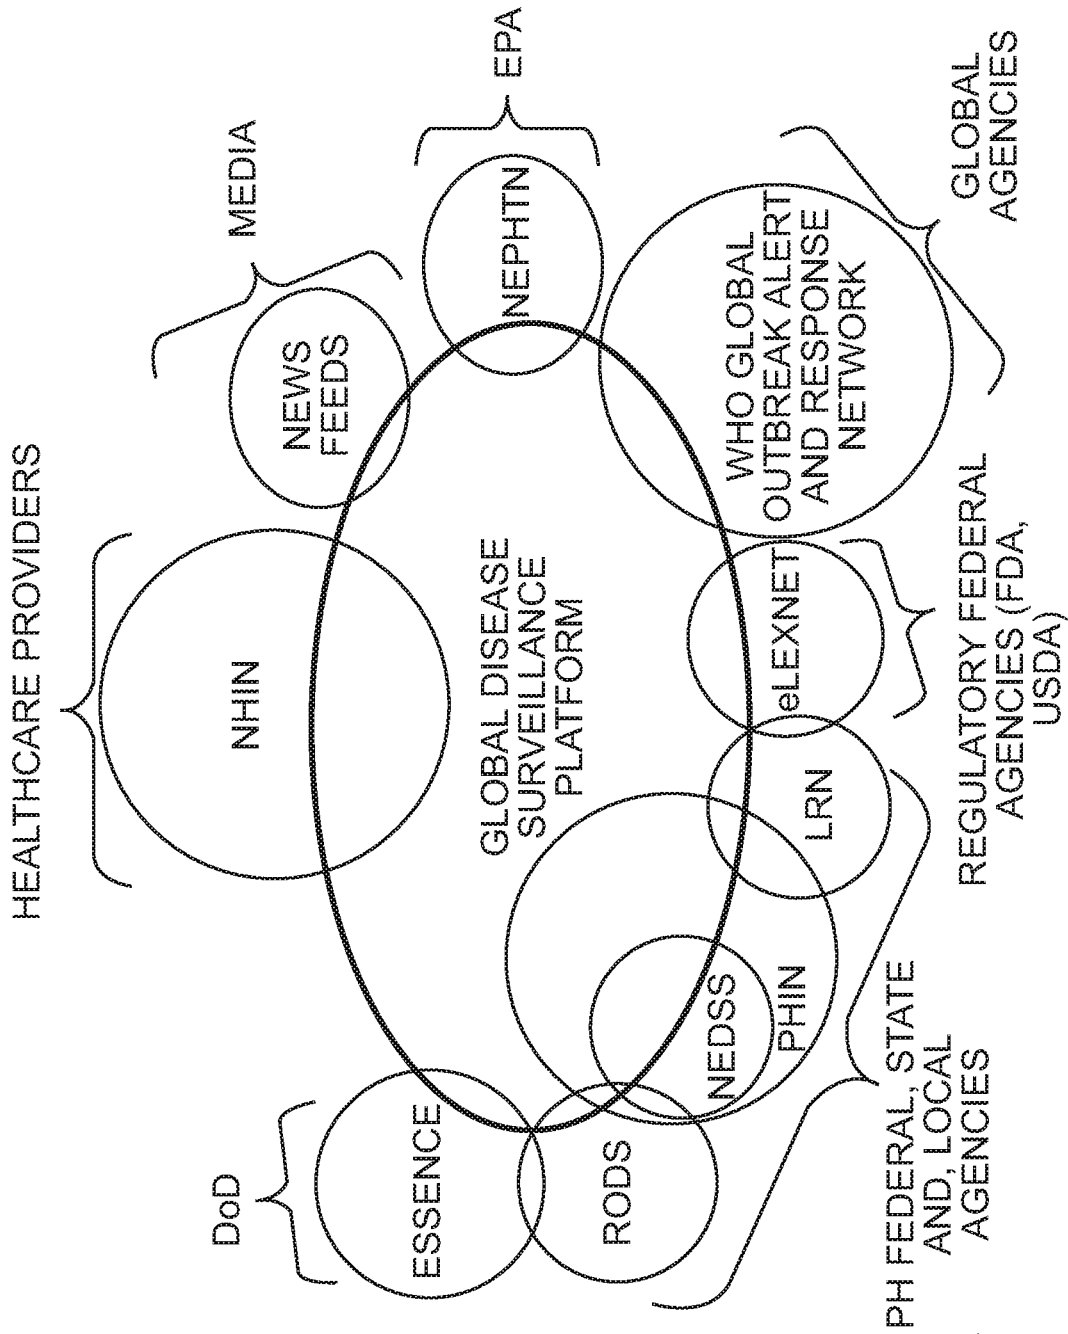 HEALTHCARE PROVIDERS
DoD
MEDIA
NHIN
NEWS
FEEDS
ESSENCE
GLOBAL DISEASE
SURVEILLANCE
PLATFORM
NEPHTN
EPA
RODS
NEDSS
PHIN
LRN
eLEXNET
WHO GLOBAL
OUTBREAK ALERT
AND RESPONSE
NETWORK
PH FEDERAL, STATE
AND, LOCAL
AGENCIES
REGULATORY FEDERAL
AGENCIES (FDA,
USDA)
GLOBAL
AGENCIES